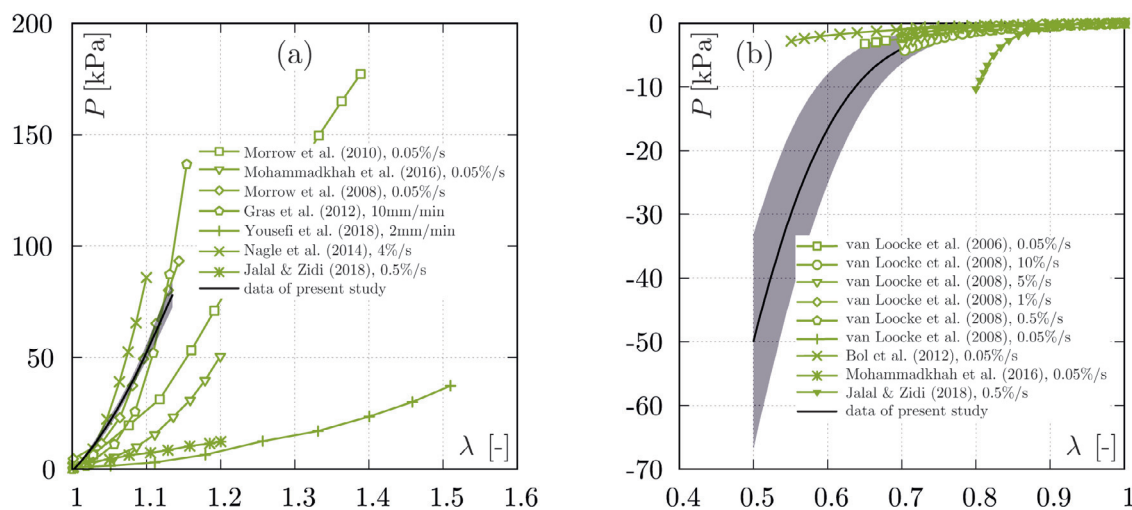 (a)
P [kPa]
200
150
100
50
0
Morrow et al. (2010), 0.05%/s
Mohammadkhah et al. (2016), 0.05%/s
Morrow et al. (2008), 0.05%/s
Gras et al. (2012), 10mm/min
Yousefi et al. (2018), 2mm/min
Nagle et al. (2014), 4%/s
Jalal & Zidi (2018), 0.5%/s
data of present study
λ [-]
1 1.1 1.2 1.3 1.4 1.5 1.6
(b)
P [kPa]
0
-10
-20
-30
-40
-50
-60
-70
van Loocke et al. (2006), 0.05%/s
van Loocke et al. (2008), 10%/s
van Loocke et al. (2008), 5%/s
van Loocke et al. (2008), 1%/s
van Loocke et al. (2008), 0.5%/s
van Loocke et al. (2008), 0.05%/s
Bol et al. (2012), 0.05%/s
Mohammadkhah et al. (2016), 0.05%/s
Jalal & Zidi (2018), 0.5%/s
data of present study
λ [-]
0.4 0.5 0.6 0.7 0.8 0.9 1